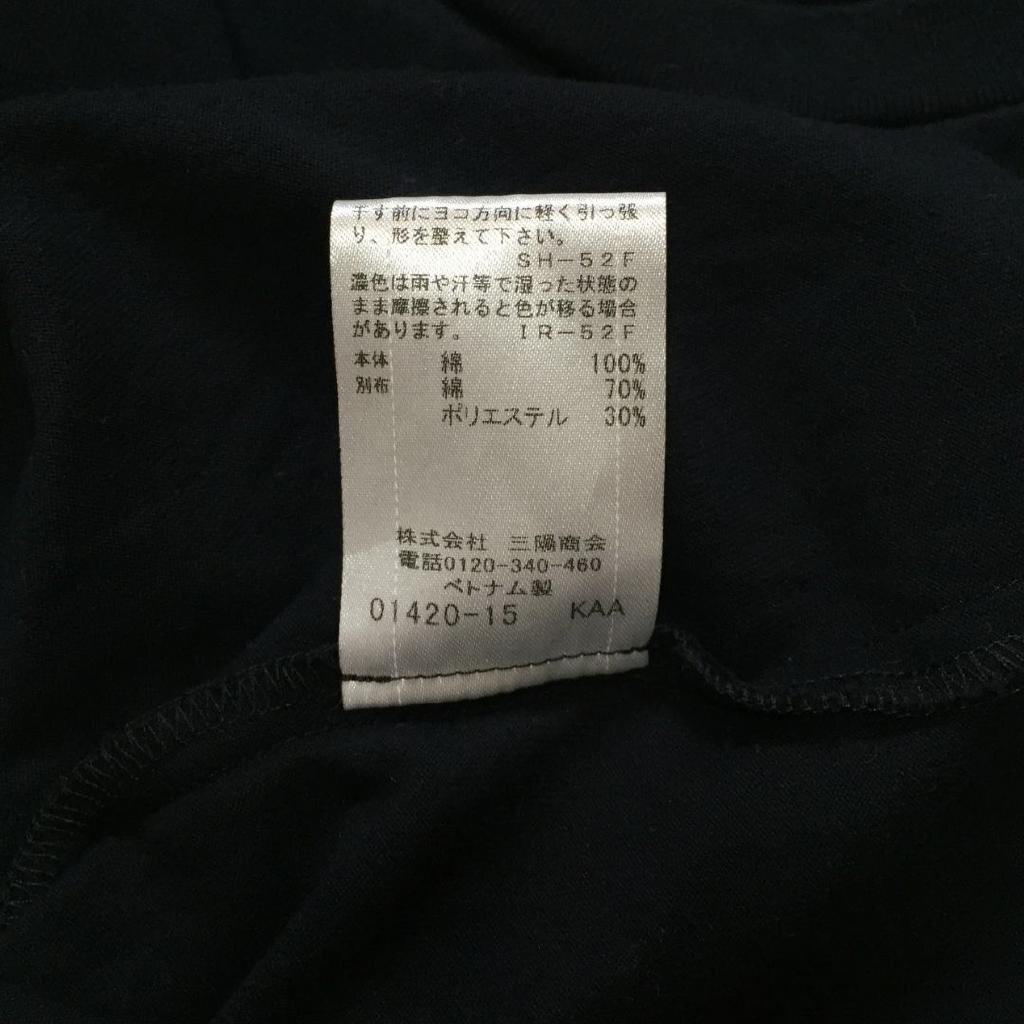 干す前にヨコ方向に軽く引っ張
り、形を整えて下さい。
SH-52F
濃色は雨や汗等で湿った状態の
まま摩擦されると色が移る場合
があります。 IR-52F
本体 綿 100%
別布 綿 70%
ポリエステル 30%
株式会社 三陽商会
電話0120-340-460
ベトナム製
01420-15 KAA